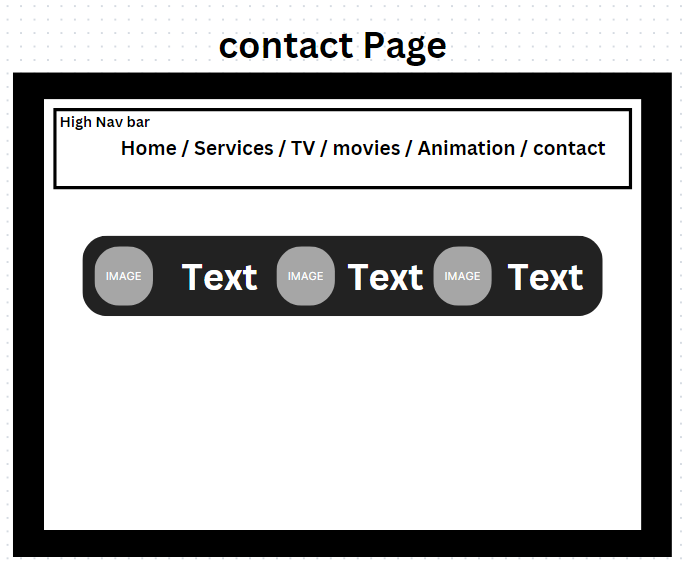 contact Page
High Nav bar
Home / Services / TV / movies / Animation / contact
IMAGE Text IMAGE Text IMAGE Text